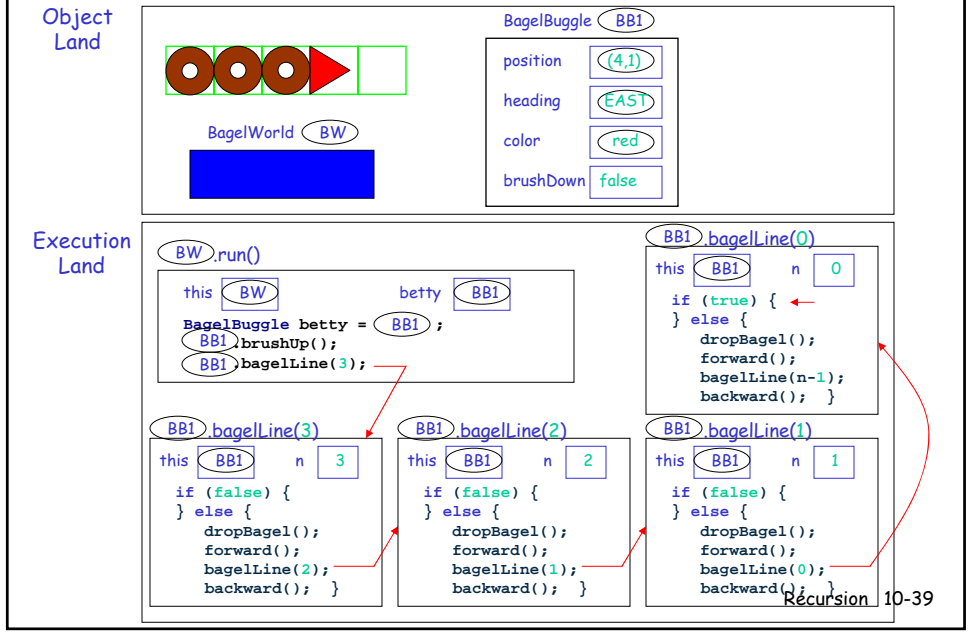 Object
Land
BagelBuggle BB1
position (4,1)
heading EAST
color red
brushDown false
BagelWorld BW
Execution
Land
BW.run()
this BW betty BB1
BagelBuggle betty = BB1 ;
BB1.brushUp();
BB1.bagelLine(3);
BB1.bagelLine(0)
this BB1 n 0
if (true) {
} else {
dropBagel();
forward();
bagelLine(n-1);
backward(); }
BB1.bagelLine(3)
this BB1 n 3
if (false) {
} else {
dropBagel();
forward();
bagelLine(2);
backward(); }
BB1.bagelLine(2)
this BB1 n 2
if (false) {
} else {
dropBagel();
forward();
bagelLine(1);
backward(); }
BB1.bagelLine(1)
this BB1 n 1
if (false) {
} else {
dropBagel();
forward();
bagelLine(0);
backward(); }
Recursion 10-39